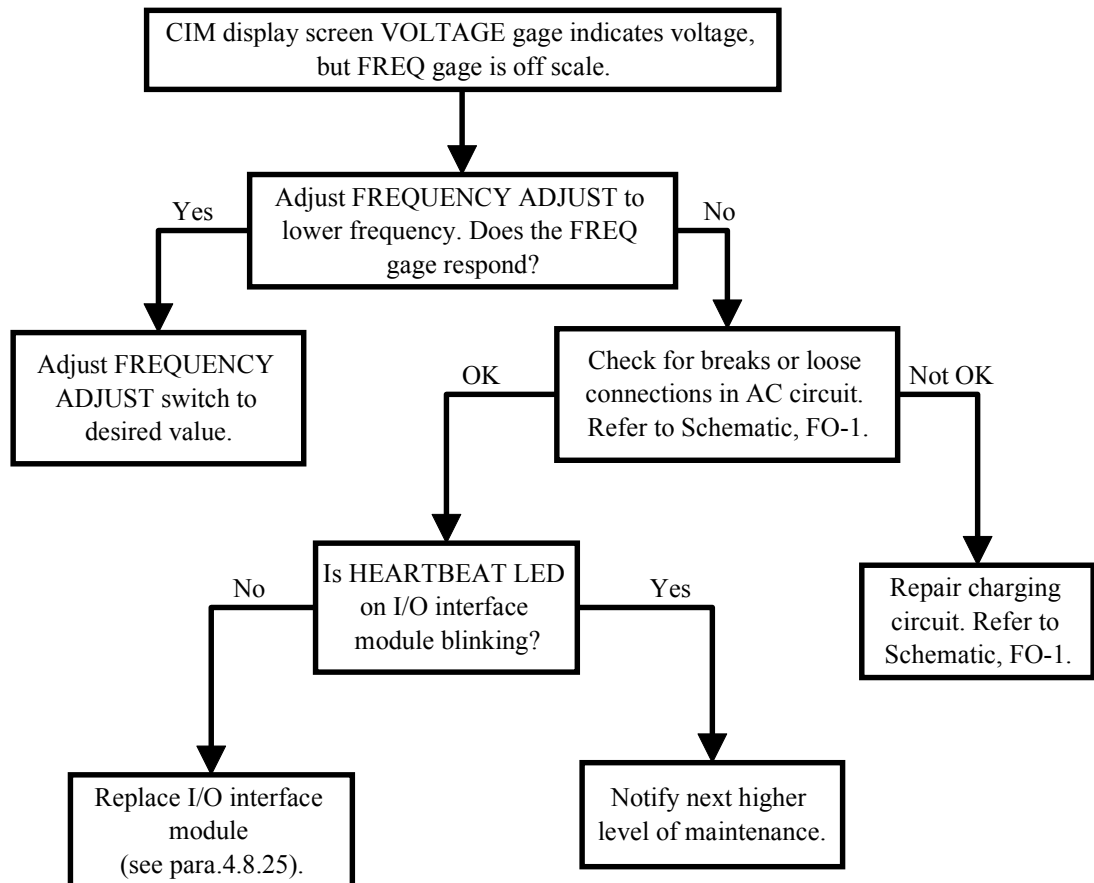 CIM display screen VOLTAGE gage indicates voltage,
but FREQ gage is off scale.
Adjust FREQUENCY ADJUST to
lower frequency. Does the FREQ
gage respond?
Yes
No
Adjust FREQUENCY
ADJUST switch to
desired value.
Check for breaks or loose
connections in AC circuit.
Refer to Schematic, FO-1.
OK
Not OK
Is HEARTBEAT LED
on I/O interface
module blinking?
No
Yes
Repair charging
circuit. Refer to
Schematic, FO-1.
Replace I/O interface
module
(see para.4.8.25).
Notify next higher
level of maintenance.